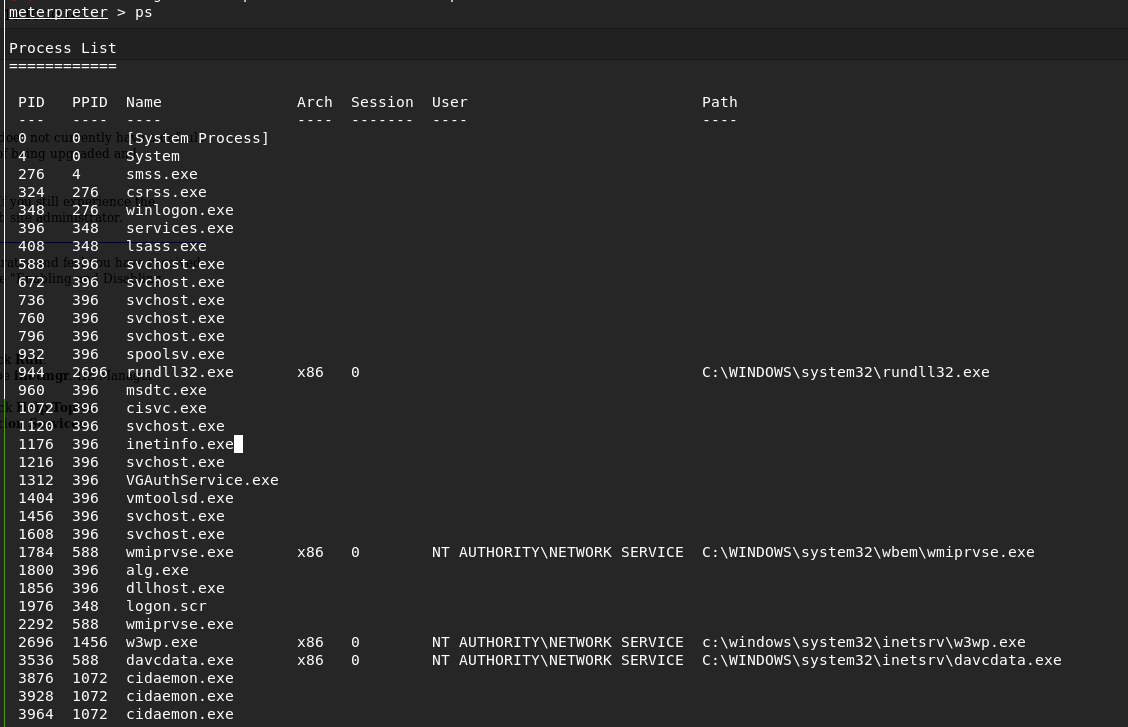 meterpreter > ps
Process List
============
PID PPID Name Arch Session User Path
--- ---- ---- ---- ------- ---- ----
0 0 [System Process]
4 0 System
276 4 smss.exe
324 276 csrss.exe
348 276 winlogon.exe
396 348 services.exe
408 348 lsass.exe
588 396 svchost.exe
672 396 svchost.exe
736 396 svchost.exe
760 396 svchost.exe
796 396 svchost.exe
932 396 spoolsv.exe
944 2696 rundll32.exe x86 0 C:\WINDOWS\system32\rundll32.exe
960 396 msdtc.exe
1072 396 cisvc.exe
1120 396 svchost.exe
1176 396 inetinfo.exe
1216 396 svchost.exe
1312 396 VGAuthService.exe
1404 396 vmtoolsd.exe
1456 396 svchost.exe
1608 396 svchost.exe
1784 588 wmiprvse.exe x86 0 NT AUTHORITY\NETWORK SERVICE C:\WINDOWS\system32\wbem\wmiprvse.exe
1800 396 alg.exe
1856 396 dllhost.exe
1976 348 logon.scr
2292 588 wmiprvse.exe
2696 1456 w3wp.exe x86 0 NT AUTHORITY\NETWORK SERVICE c:\windows\system32\inetsrv\w3wp.exe
3536 588 davcdata.exe x86 0 NT AUTHORITY\NETWORK SERVICE C:\WINDOWS\system32\inetsrv\davcdata.exe
3876 1072 cidaemon.exe
3928 1072 cidaemon.exe
3964 1072 cidaemon.exe